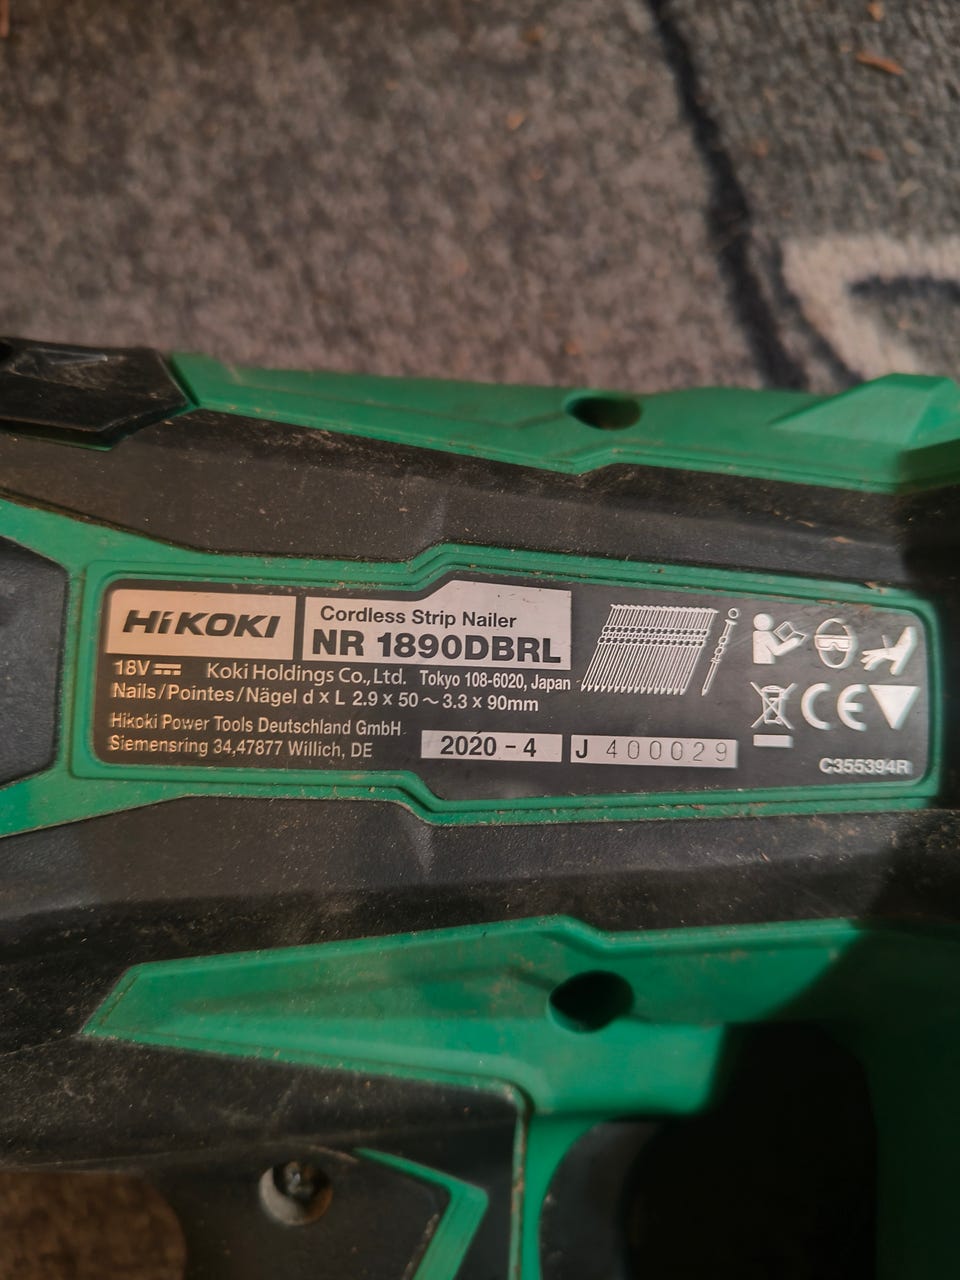 HiKOKI
Cordless Strip Nailer
NR 1890DBRL
18V Koki Holdings Co., Ltd. Tokyo 108-6020, Japan
Nails/Pointes/Nägel d x L 2.9 x 50 ~ 3.3 x 90mm
Hikoki Power Tools Deutschland GmbH
Siemensring 34,47877 Willich, DE
2020 - 4 J 400029
CE
C355394R